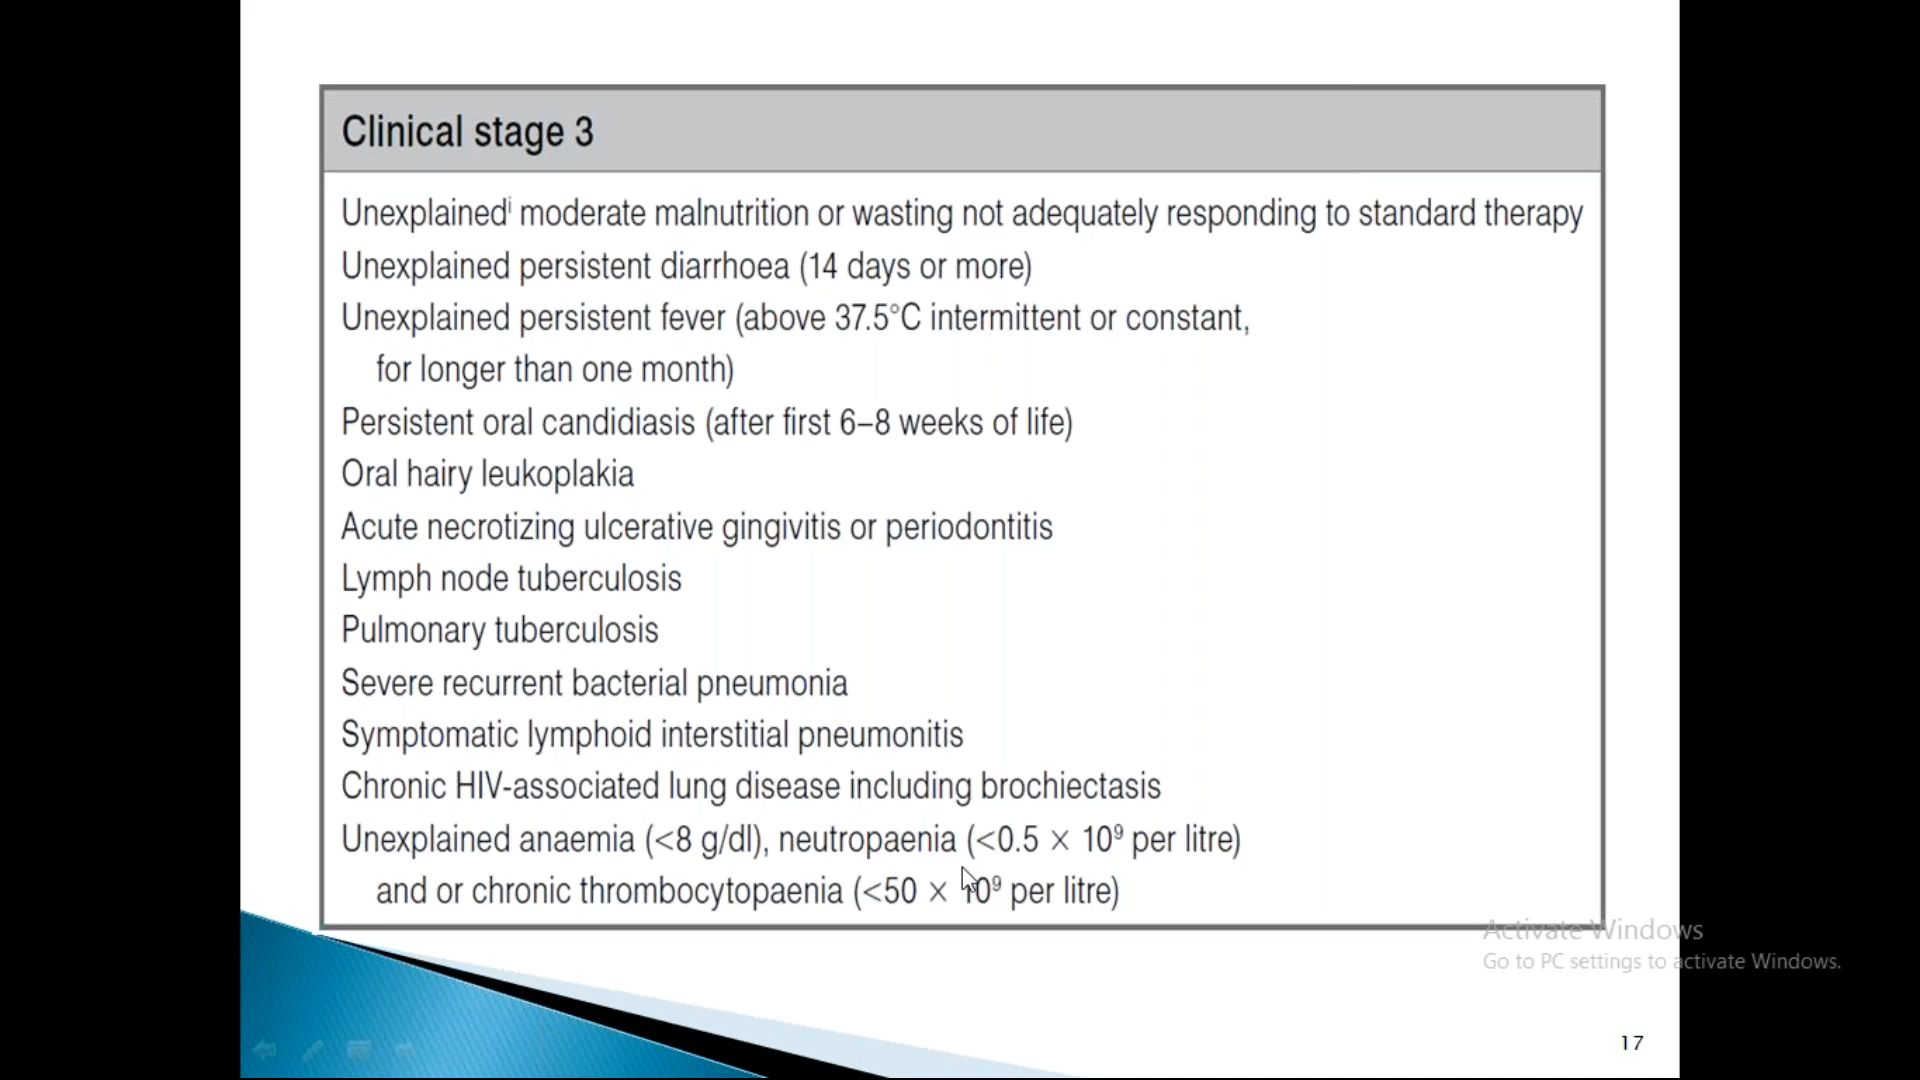 Clinical stage 3
Unexplainedⁱ moderate malnutrition or wasting not adequately responding to standard therapy
Unexplained persistent diarrhoea (14 days or more)
Unexplained persistent fever (above 37.5°C intermittent or constant,
for longer than one month)
Persistent oral candidiasis (after first 6–8 weeks of life)
Oral hairy leukoplakia
Acute necrotizing ulcerative gingivitis or periodontitis
Lymph node tuberculosis
Pulmonary tuberculosis
Severe recurrent bacterial pneumonia
Symptomatic lymphoid interstitial pneumonitis
Chronic HIV-associated lung disease including brochiectasis
Unexplained anaemia (<8 g/dl), neutropaenia (<0.5 × 10⁹ per litre)
and or chronic thrombocytopaenia (<50 × 10⁹ per litre)
Activate Windows
Go to PC settings to activate Windows.
17